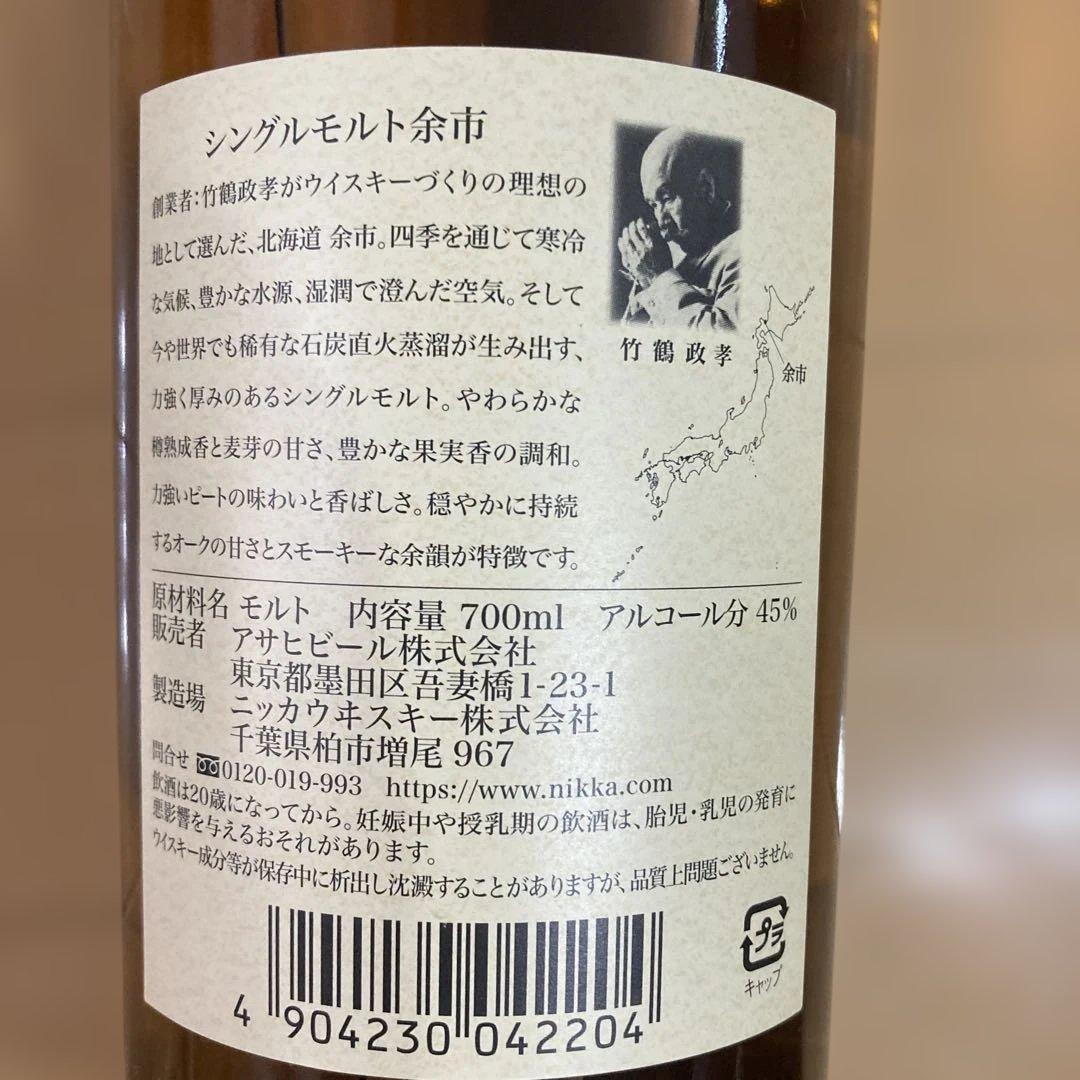 シングルモルト余市
創業者:竹鶴政孝がウイスキーづくりの理想の
地として選んだ、北海道 余市。四季を通じて寒冷
な気候、豊かな水源、湿潤で澄んだ空気。そして
今や世界でも稀有な石炭直火蒸溜が生み出す、
力強く厚みのあるシングルモルト。やわらかな
樽熟成香と麦芽の甘さ、豊かな果実香の調和。
力強いピートの味わいと香ばしさ。穏やかに持続
するオークの甘さとスモーキーな余韻が特徴です。
竹鶴政孝
余市
原材料名 モルト 内容量 700ml アルコール分 45%
販売者 アサヒビール株式会社
東京都墨田区吾妻橋1-23-1
製造場 ニッカウヰスキー株式会社
千葉県柏市増尾 967
問合せ 0120-019-993 https://www.nikka.com
飲酒は20歳になってから。妊娠中や授乳期の飲酒は、胎児・乳児の発育に
悪影響を与えるおそれがあります。
ウイスキー成分等が保存中に析出し沈澱することがありますが、品質上問題ございません。
プラ
キャップ
4 904230 042204